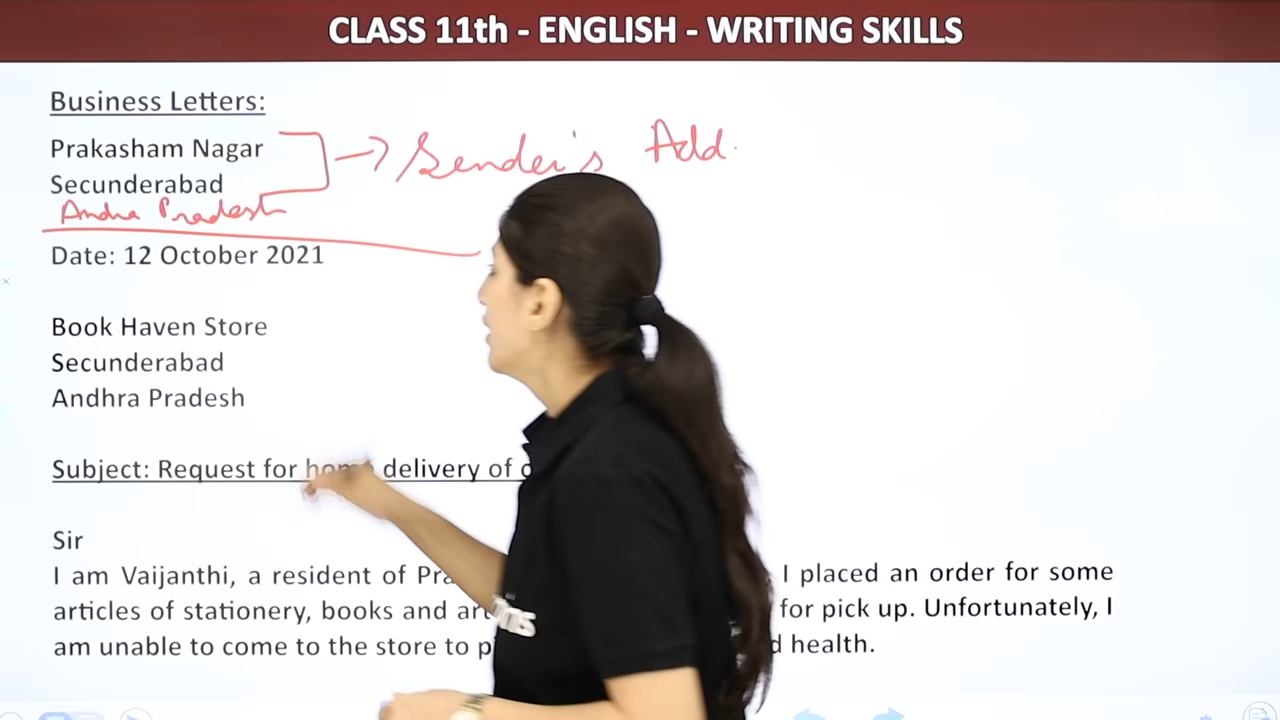 CLASS 11th - ENGLISH - WRITING SKILLS
Business Letters:
Prakasham Nagar
Secunderabad
Andhra Pradesh
Sender's Add.
Date: 12 October 2021
Book Haven Store
Secunderabad
Andhra Pradesh
Subject: Request for home delivery of
Sir
I am Vaijanthi, a resident of I placed an order for some
articles of stationery, books and for pick up. Unfortunately, I
am unable to come to the store to health.